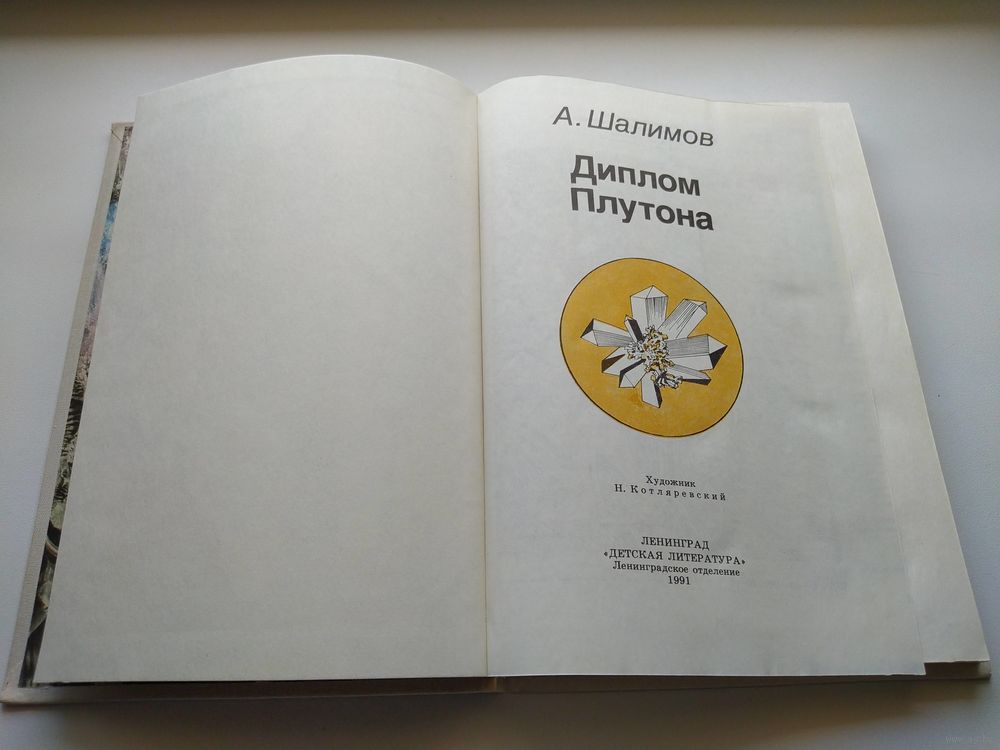 А. Шалимов
Диплом
Плутона
Художник
Н. Котляревский
ЛЕНИНГРАД
«ДЕТСКАЯ ЛИТЕРАТУРА»
Ленинградское отделение
1991